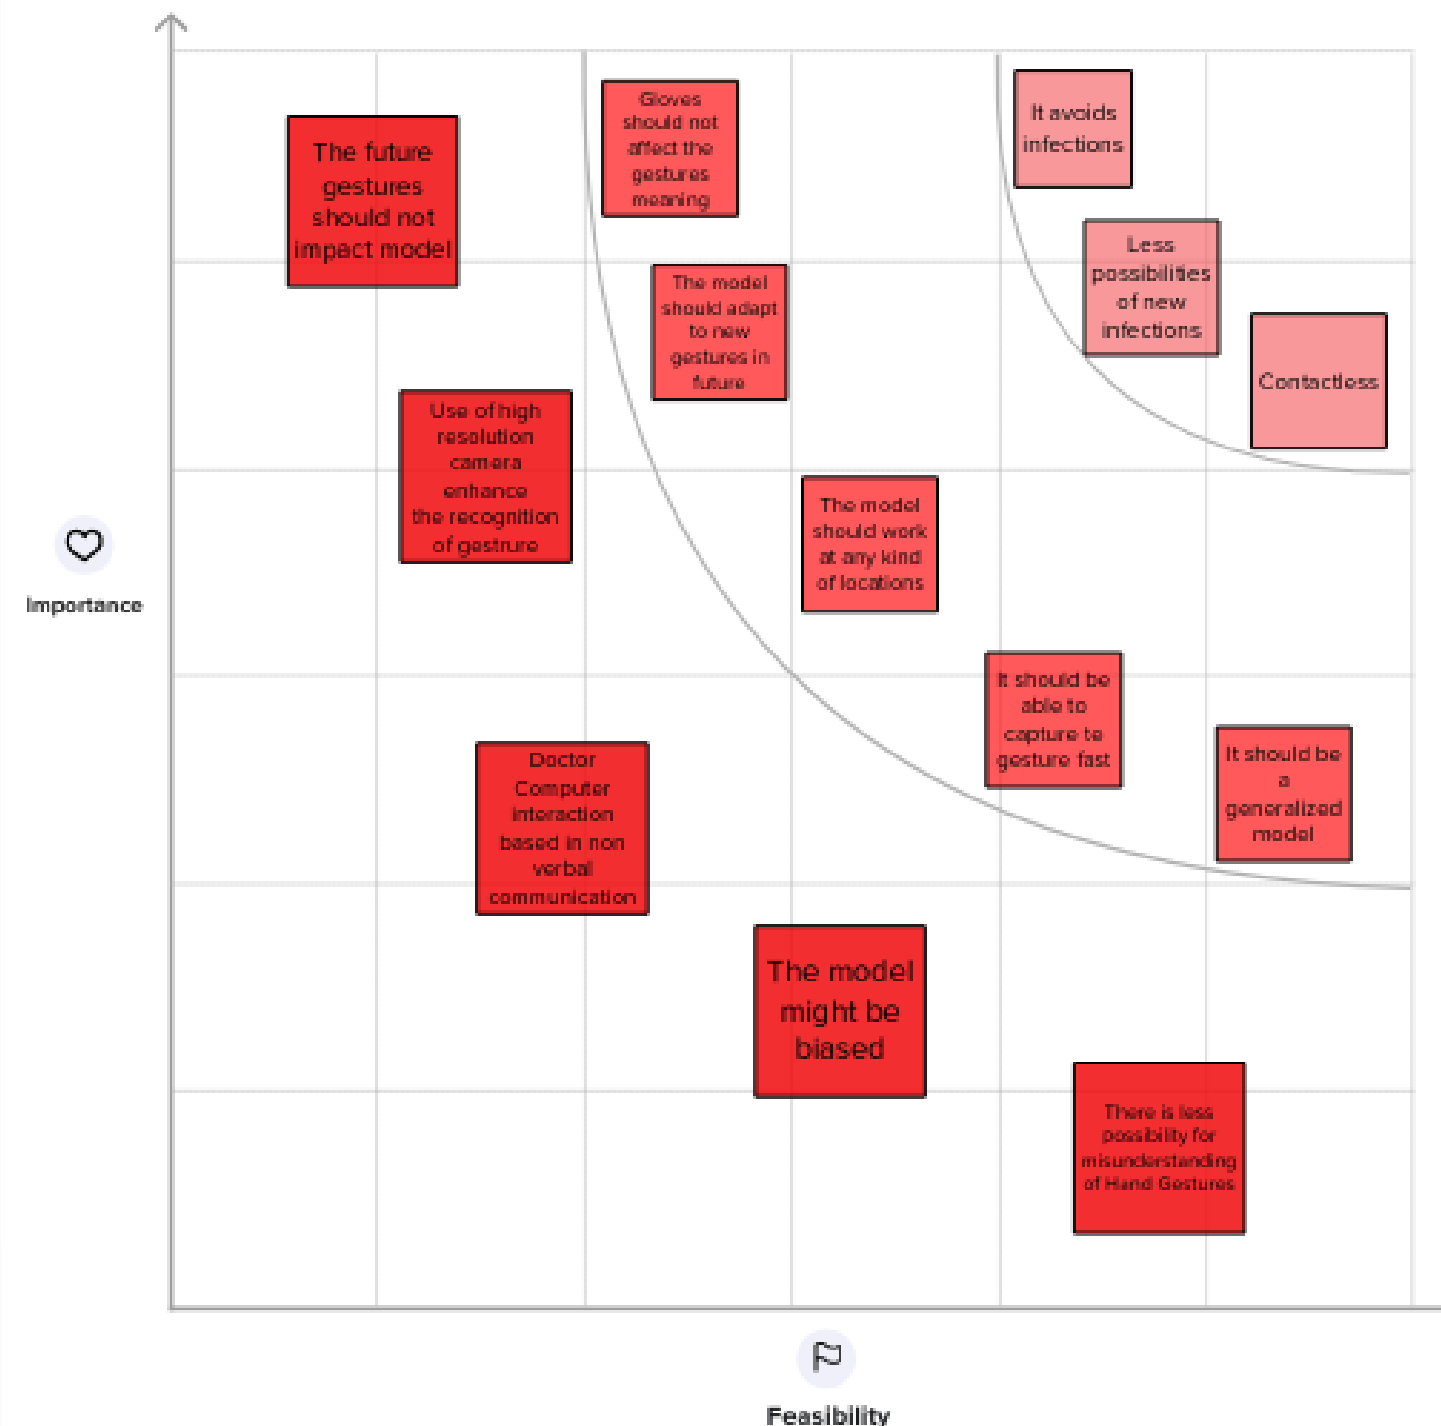 The future
gestures
should not
impact model
Gloves
should not
affect the
gestures
meaning
It avoids
infections
Less
possibilities
of new
infections
The model
should adapt
to new
gestures in
future
Contactless
Use of high
resolution
camera
enhance
the recognition
of gestrure
The model
should work
at any kind
of locations
Importance
It should be
able to
capture te
gesture fast
It should be
a
generalized
model
Doctor
Computer
interaction
based in non
verbal
communication
The model
might be
biased
There is less
possibility for
misunderstanding
of Hand Gestures
Feasibility